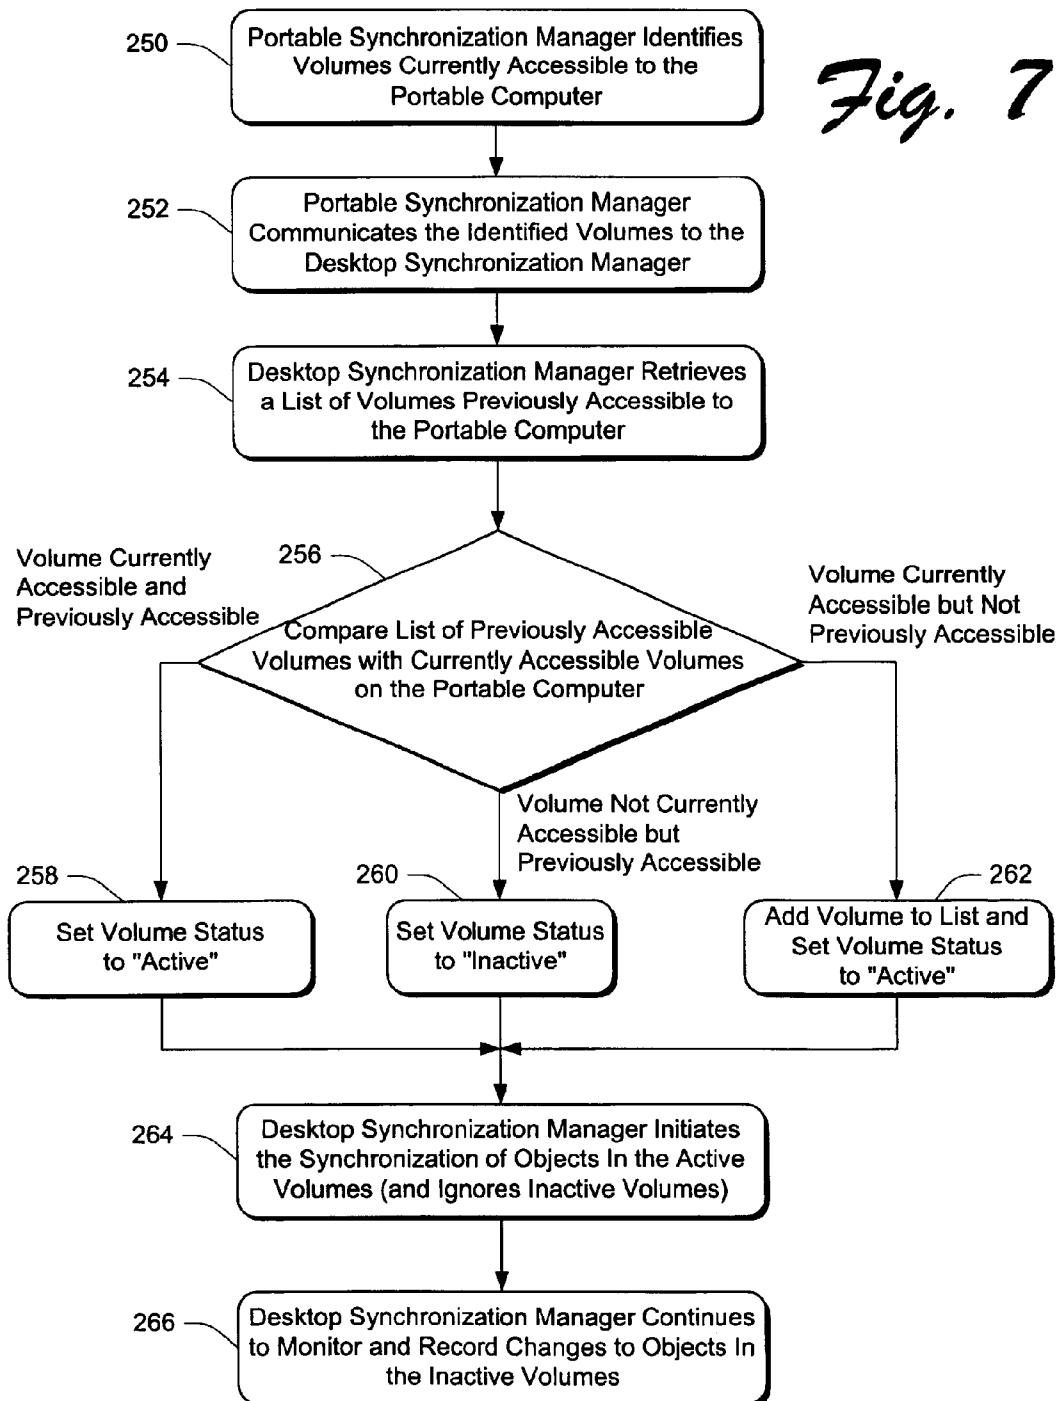 Fig. 7
250
Portable Synchronization Manager Identifies
Volumes Currently Accessible to the
Portable Computer
252
Portable Synchronization Manager
Communicates the Identified Volumes to the
Desktop Synchronization Manager
254
Desktop Synchronization Manager Retrieves
a List of Volumes Previously Accessible to
the Portable Computer
256
Compare List of Previously Accessible
Volumes with Currently Accessible Volumes
on the Portable Computer
Volume Currently
Accessible and
Previously Accessible
Volume Currently
Accessible but Not
Previously Accessible
Volume Not Currently
Accessible but
Previously Accessible
258
Set Volume Status
to "Active"
260
Set Volume Status
to "Inactive"
262
Add Volume to List and
Set Volume Status
to "Active"
264
Desktop Synchronization Manager Initiates
the Synchronization of Objects In the Active
Volumes (and Ignores Inactive Volumes)
266
Desktop Synchronization Manager Continues
to Monitor and Record Changes to Objects In
the Inactive Volumes